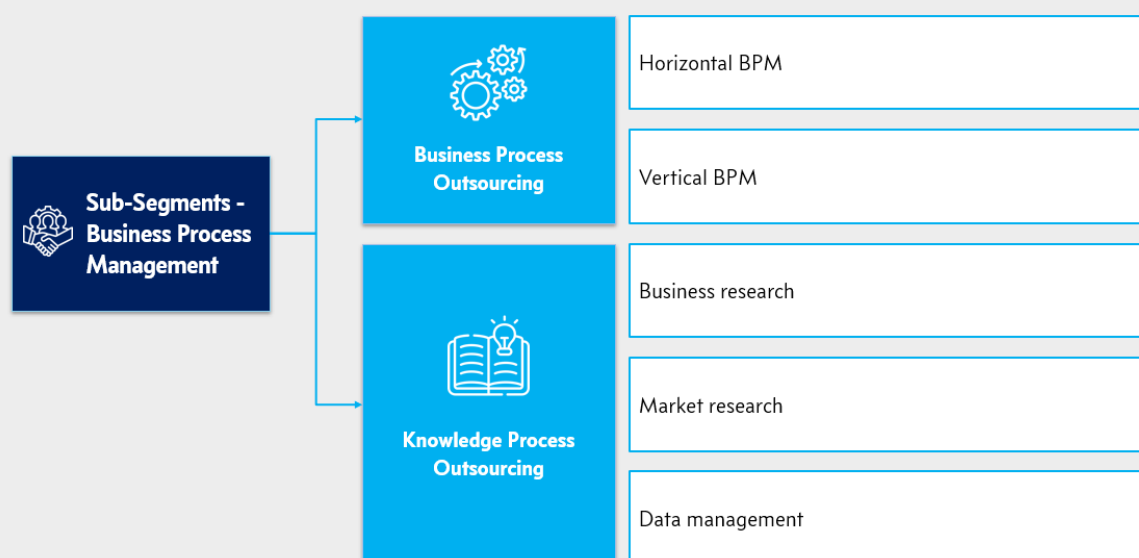 Sub-Segments -
Business Process
Management
Business Process
Outsourcing
Horizontal BPM
Vertical BPM
Knowledge Process
Outsourcing
Business research
Market research
Data management